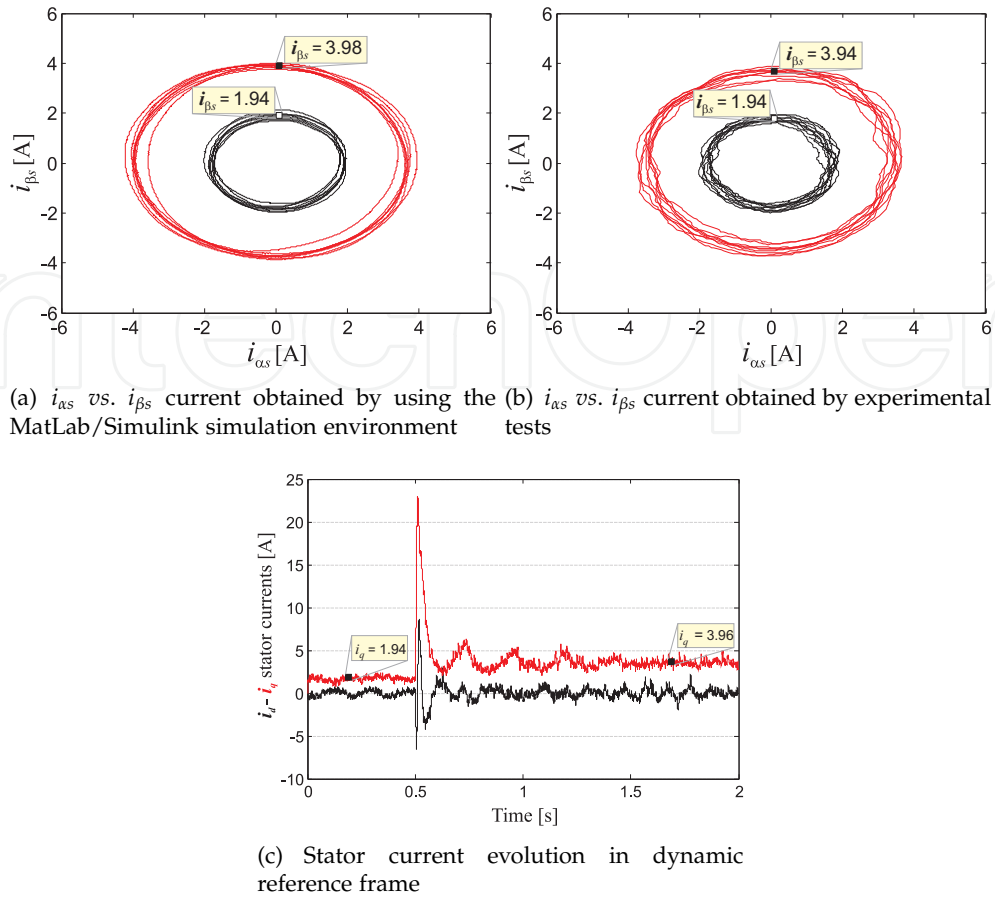 6
4
2
0
−2
−4
−6
−6 −4 −2 0 2 4 6
iβs [A]
iαs [A]
iβs = 3.98
iβs = 1.94
6
4
2
0
−2
−4
−6
−6 −4 −2 0 2 4 6
iβs [A]
iαs [A]
iβs = 3.94
iβs = 1.94
intechopen
(a) iαs vs. iβs current obtained by using the
MatLab/Simulink simulation environment
(b) iαs vs. iβs current obtained by experimental
tests
25
20
15
10
5
0
−5
−10
0 0.5 1 1.5 2
id - iq stator currents [A]
Time [s]
iq = 1.94
iq = 3.96
(c) Stator current evolution in dynamic
reference frame